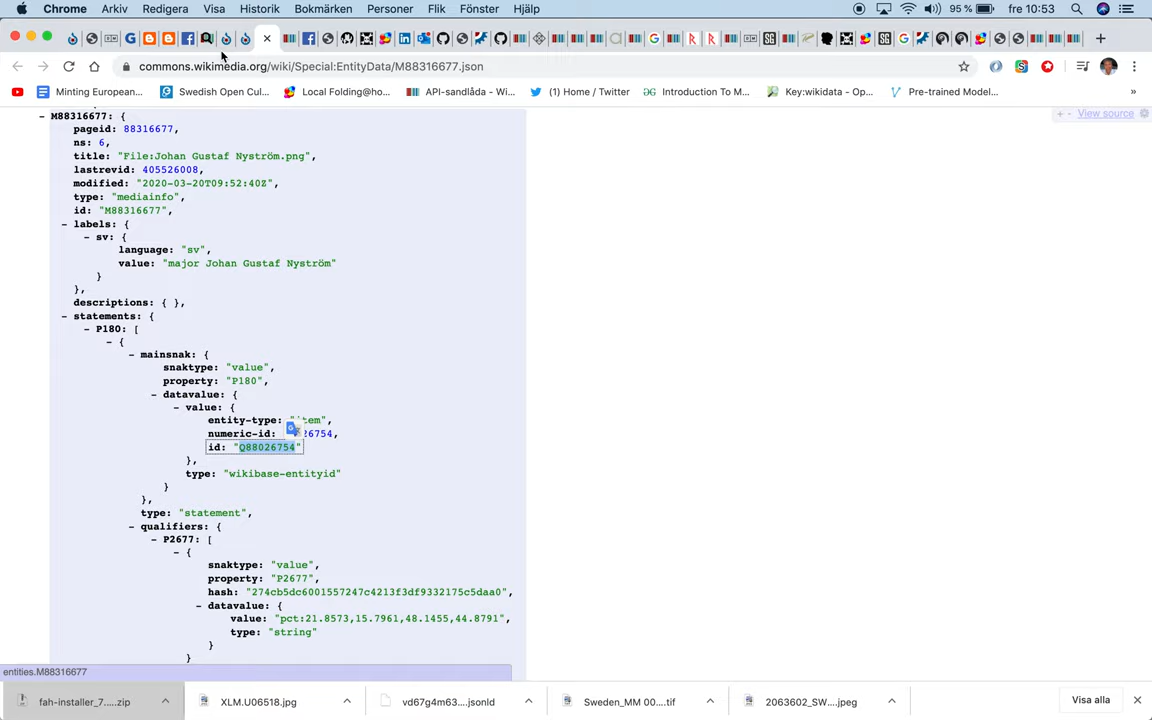 Chrome Arkiv Redigera Visa Historik Bokmärken Personer Flik Fönster Hjälp 95 % fre 10:53
commons.wikimedia.org/wiki/Special:EntityData/M88316677.json
Minting European... Swedish Open Cul... Local Folding@ho... API-sandlåda - Wi... (1) Home / Twitter Introduction To M... Key:wikidata - Op... Pre-trained Model... »
- M88316677: {
+ - View source
pageid: 88316677,
ns: 6,
title: "File:Johan Gustaf Nyström.png",
lastrevid: 405526008,
modified: "2020-03-20T09:52:40Z",
type: "mediainfo",
id: "M88316677",
- labels: {
- sv: {
language: "sv",
value: "major Johan Gustaf Nyström"
}
},
descriptions: { },
- statements: {
- P180: [
- {
- mainsnak: {
snaktype: "value",
property: "P180",
- datavalue: {
- value: {
entity-type: "item",
numeric-id: 26754,
id: "Q88026754"
},
type: "wikibase-entityid"
}
},
type: "statement",
- qualifiers: {
- P2677: [
- {
snaktype: "value",
property: "P2677",
hash: "274cb5dc6001557247c4213f3df9332175c5daa0",
- datavalue: {
value: "pct:21.8573,15.7961,48.1455,44.8791",
type: "string"
}
}
entities.M88316677
fah-installer_7....zip XLM.U06518.jpg vd67g4m63....jsonld Sweden_MM 00....tif 2063602_SW....jpeg Visa alla